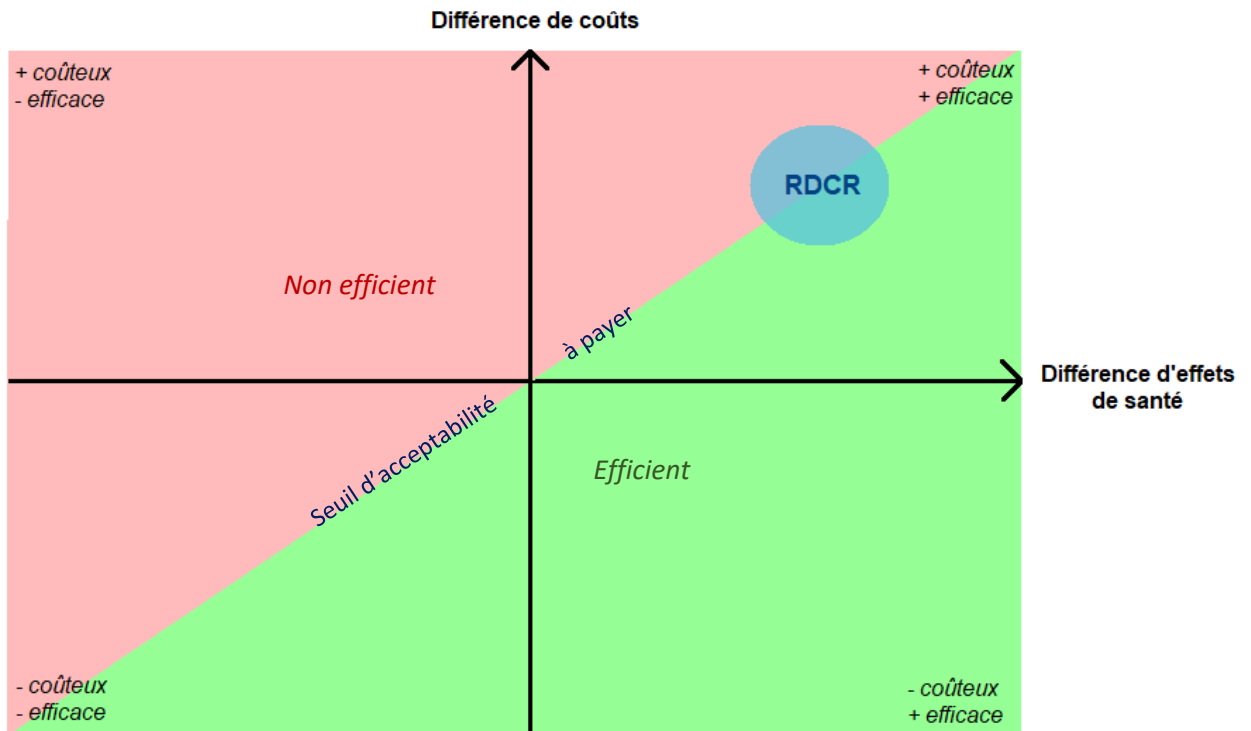 Différence de coûts
+ coûteux
- efficace
+ coûteux
+ efficace
RDCR
Non efficient
à payer
Différence d'effets
de santé
Seuil d’acceptabilité
Efficient
- coûteux
- efficace
- coûteux
+ efficace